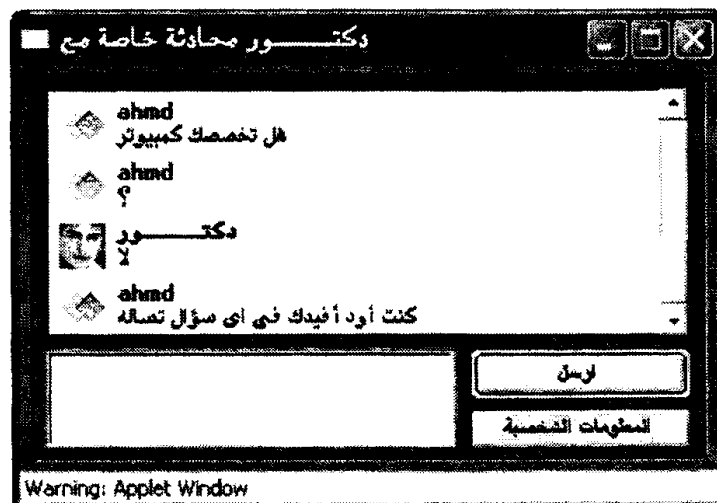 دكتـــــــور محادثة خاصة مع
ahmd
هل تخصصك كمبيوتر
ahmd
؟
دكتـــــــور
لا
ahmd
كنت أود أفيدك فى اى سؤال تساله
ارسل
المعلومات الشخصية
Warning: Applet Window